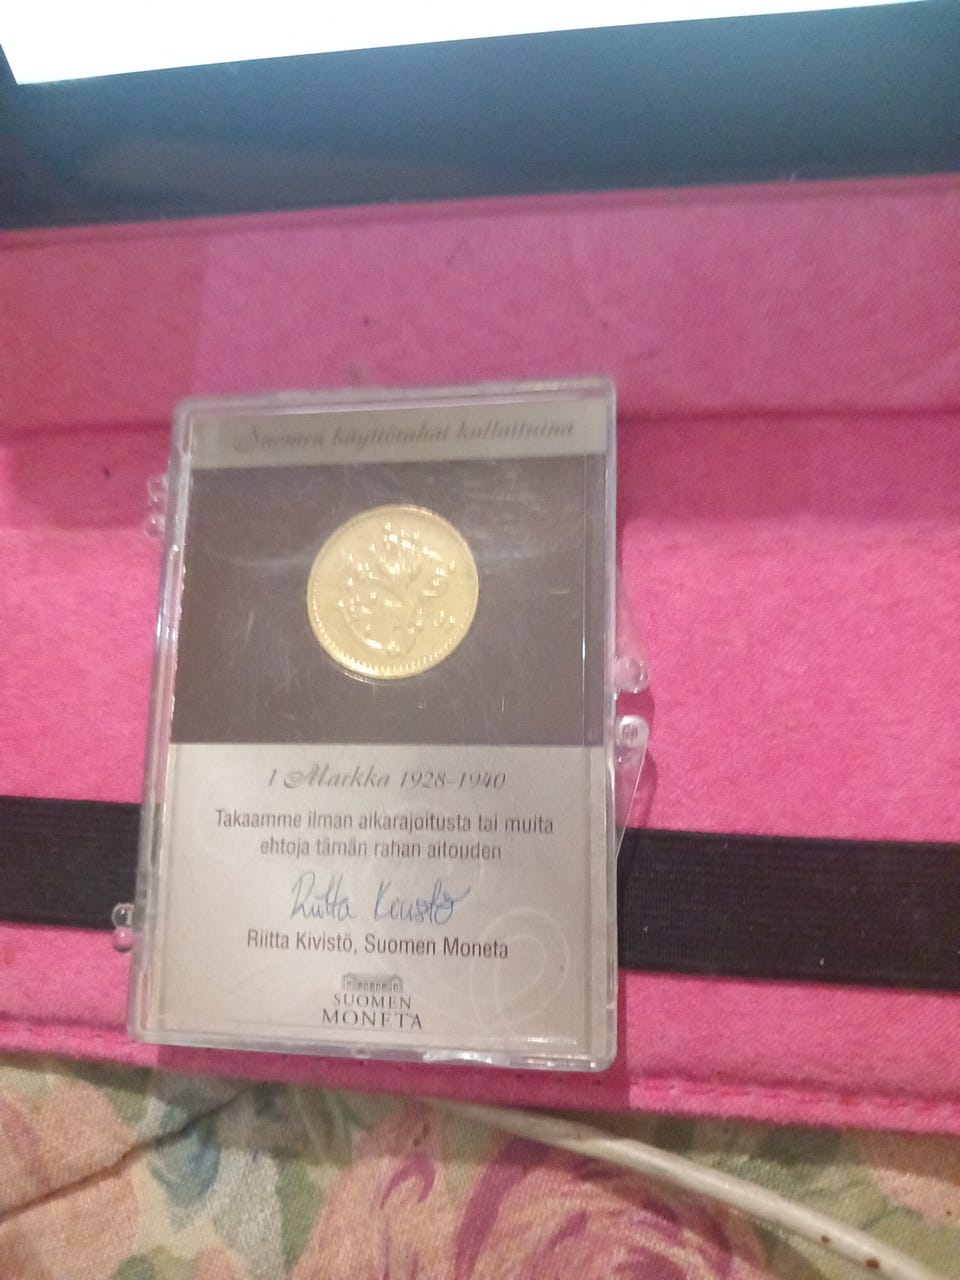 Suomen käyttörahat kullattuina
1 Markka 1928-1940
Takaamme ilman aikarajoitusta tai muita
ehtoja tämän rahan aitouden
Riitta Kivistö
Riitta Kivistö, Suomen Moneta
SUOMEN
MONETA